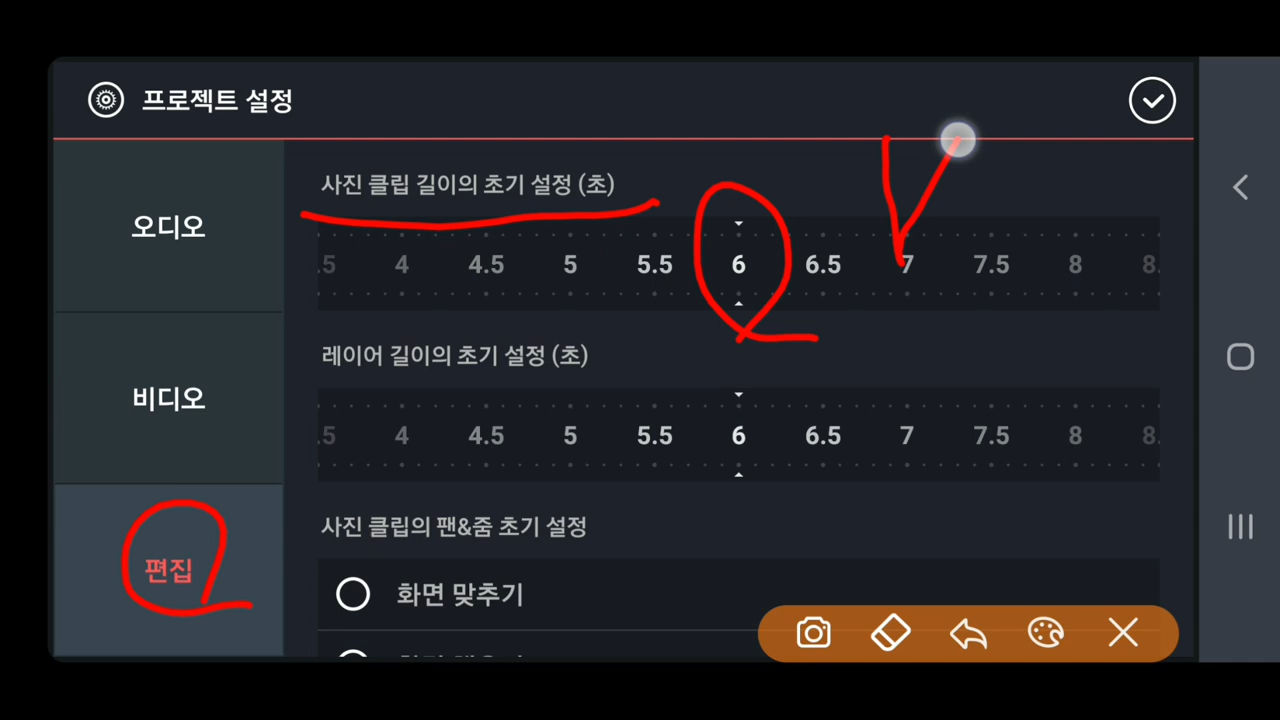 프로젝트 설정
오디오
비디오
편집
사진 클립 길이의 초기 설정 (초)
.5 4 4.5 5 5.5 6 6.5 7 7.5 8 8.
레이어 길이의 초기 설정 (초)
.5 4 4.5 5 5.5 6 6.5 7 7.5 8 8.
사진 클립의 팬&줌 초기 설정
화면 맞추기